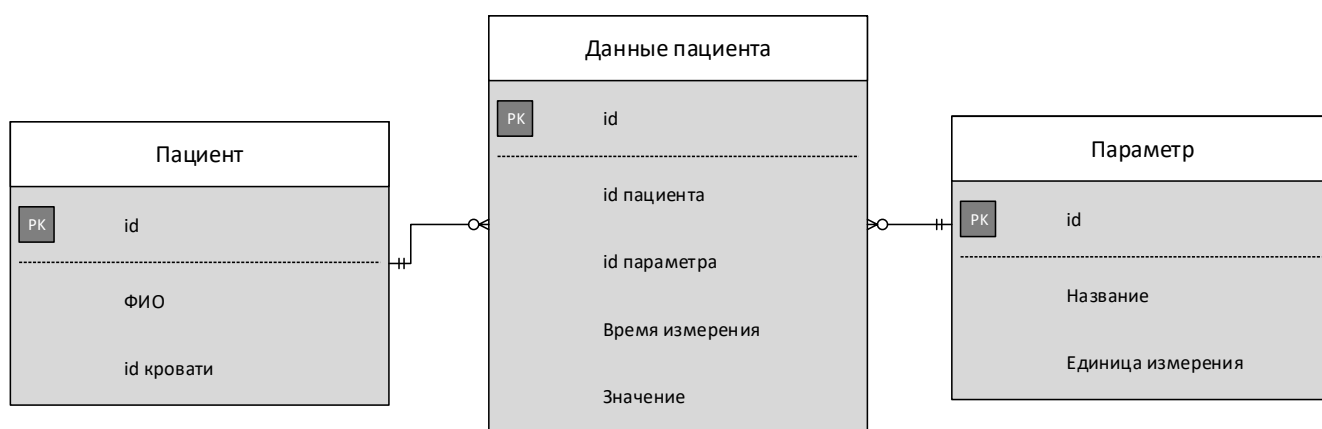 Пациент
PK id
ФИО
id кровати
Данные пациента
PK id
id пациента
id параметра
Время измерения
Значение
Параметр
PK id
Название
Единица измерения